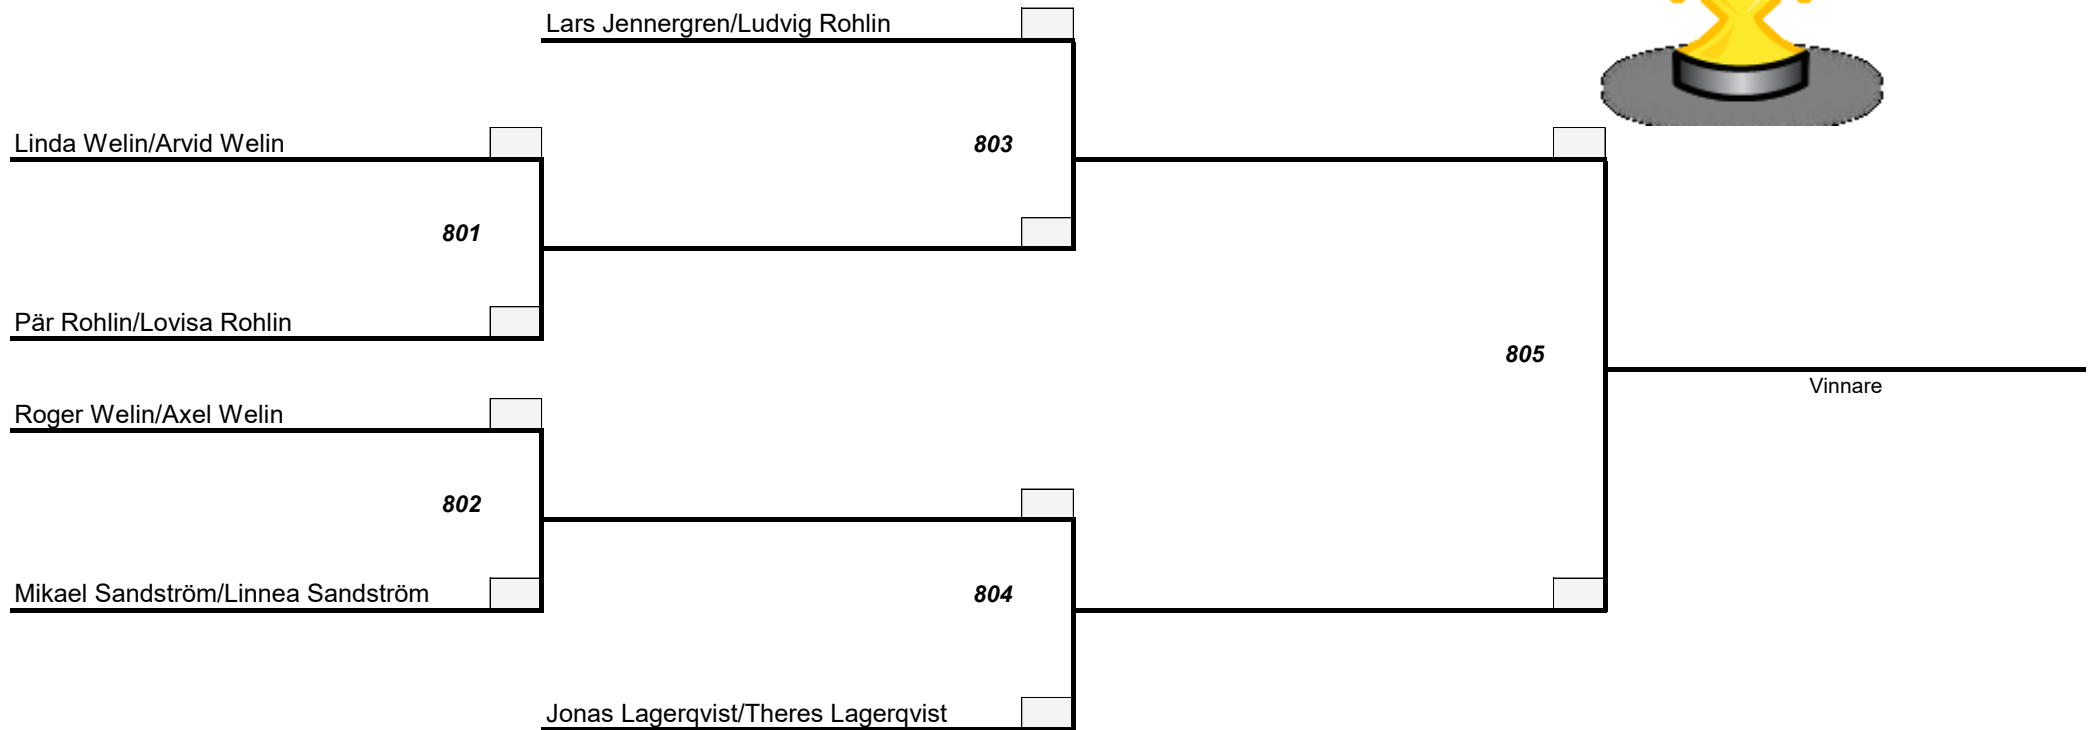 Lars Jennergren/Ludvig Rohlin
Linda Welin/Arvid Welin
803
801
Pär Rohlin/Lovisa Rohlin
805
Vinnare
Roger Welin/Axel Welin
802
Mikael Sandström/Linnea Sandström
804
Jonas Lagerqvist/Theres Lagerqvist